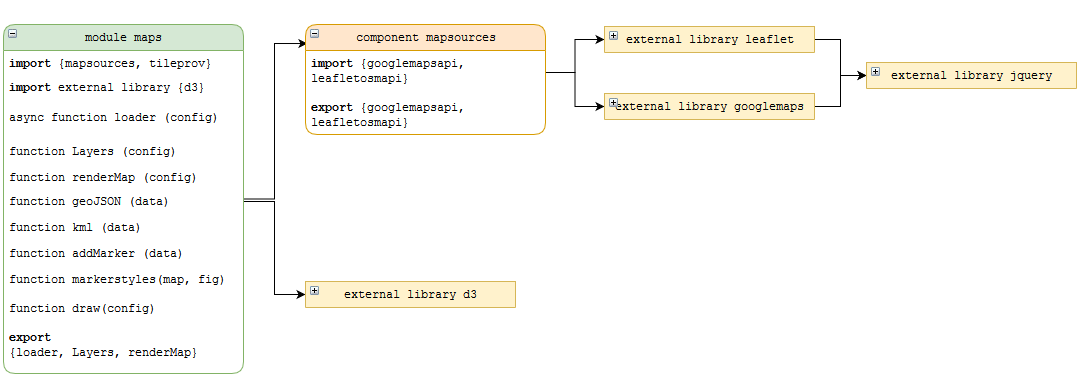 module maps
import {mapsources, tileprov}
import external library {d3}
async function loader (config)
function Layers (config)
function renderMap (config)
function geoJSON (data)
function kml (data)
function addMarker (data)
function markerstyles(map, fig)
function draw(config)
export
{loader, Layers, renderMap}
component mapsources
import {googlemapsapi,
leafletosmapi}
export {googlemapsapi,
leafletosmapi}
external library leaflet
external library googlemaps
external library jquery
external library d3